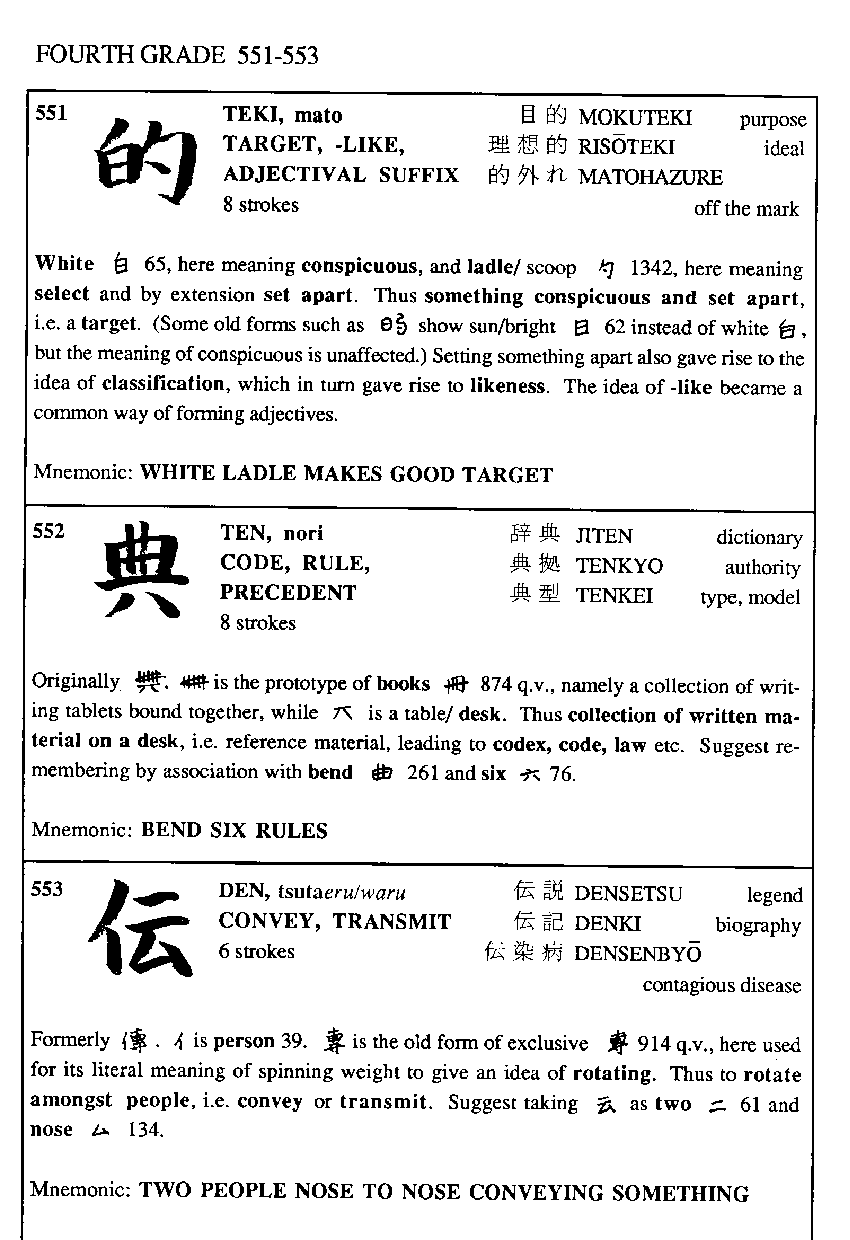 FOURTH GRADE 551-553
551 的 TEKI, mato 目的 MOKUTEKI purpose
TARGET, -LIKE, 理想的 RISŌTEKI ideal
ADJECTIVAL SUFFIX 的外れ MATOHAZURE
8 strokes off the mark
White 白 65, here meaning conspicuous, and ladle/ scoop 勺 1342, here meaning
select and by extension set apart. Thus something conspicuous and set apart,
i.e. a target. (Some old forms such as show sun/bright 日 62 instead of white 白,
but the meaning of conspicuous is unaffected.) Setting something apart also gave rise to the
idea of classification, which in turn gave rise to likeness. The idea of -like became a
common way of forming adjectives.
Mnemonic: WHITE LADLE MAKES GOOD TARGET
552 典 TEN, nori 辞典 JITEN dictionary
CODE, RULE, 典拠 TENKYO authority
PRECEDENT 典型 TENKEI type, model
8 strokes
Originally . is the prototype of books 冊 874 q.v., namely a collection of writ-
ing tablets bound together, while is a table/ desk. Thus collection of written ma-
terial on a desk, i.e. reference material, leading to codex, code, law etc. Suggest re-
membering by association with bend 曲 261 and six 六 76.
Mnemonic: BEND SIX RULES
553 伝 DEN, tsutaeru/waru 伝説 DENSETSU legend
CONVEY, TRANSMIT 伝記 DENKI biography
6 strokes 伝染病 DENSENBYŌ
contagious disease
Formerly 傳. 亻 is person 39. 專 is the old form of exclusive 専 914 q.v., here used
for its literal meaning of spinning weight to give an idea of rotating. Thus to rotate
amongst people, i.e. convey or transmit. Suggest taking 云 as two 二 61 and
nose ム 134.
Mnemonic: TWO PEOPLE NOSE TO NOSE CONVEYING SOMETHING